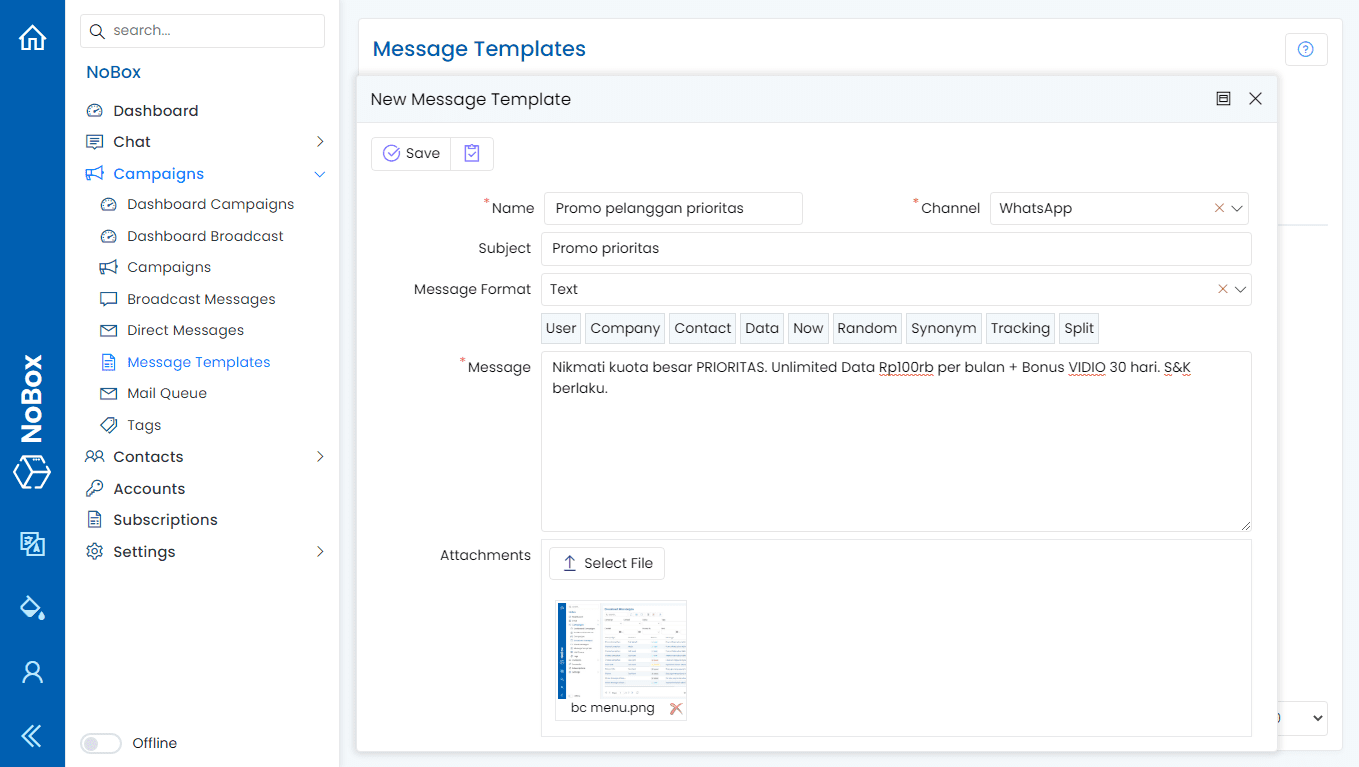 search...
NoBox
Dashboard
Chat
Campaigns
Dashboard Campaigns
Dashboard Broadcast
Campaigns
Broadcast Messages
Direct Messages
Message Templates
Mail Queue
Tags
Contacts
Accounts
Subscriptions
Settings
Offline
NoBox
Message Templates
New Message Template
Save
*Name
Promo pelanggan prioritas
*Channel
WhatsApp
Subject
Promo prioritas
Message Format
Text
User Company Contact Data Now Random Synonym Tracking Split
*Message
Nikmati kuota besar PRIORITAS. Unlimited Data Rp100rb per bulan + Bonus VIDIO 30 hari. S&K
berlaku.
Attachments
Select File
bc menu.png